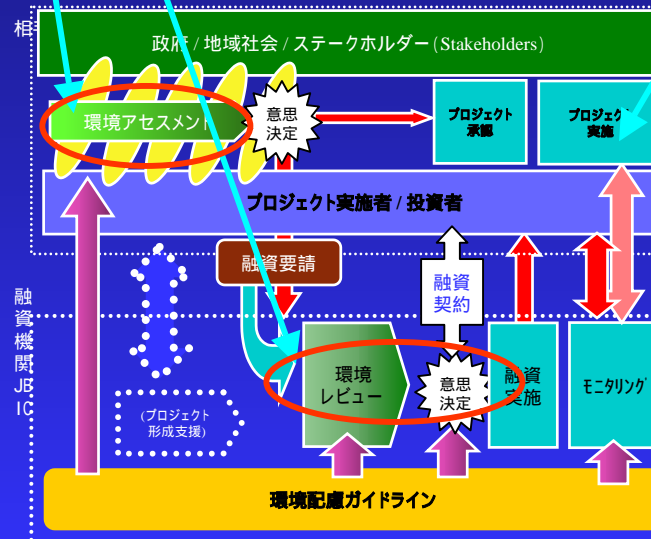 相
政府 / 地域社会 / ステークホルダー(Stakeholders)
環境アセスメント
意思
決定
プロジェクト
承認
プロジェクト
実施
プロジェクト実施者 / 投資者
融資要請
融資
契約
融
資
機
関
JB
IC
環境
レビュー
意思
決定
融資
実施
モニタリング
(プロジェクト
形成支援)
環境配慮ガイドライン